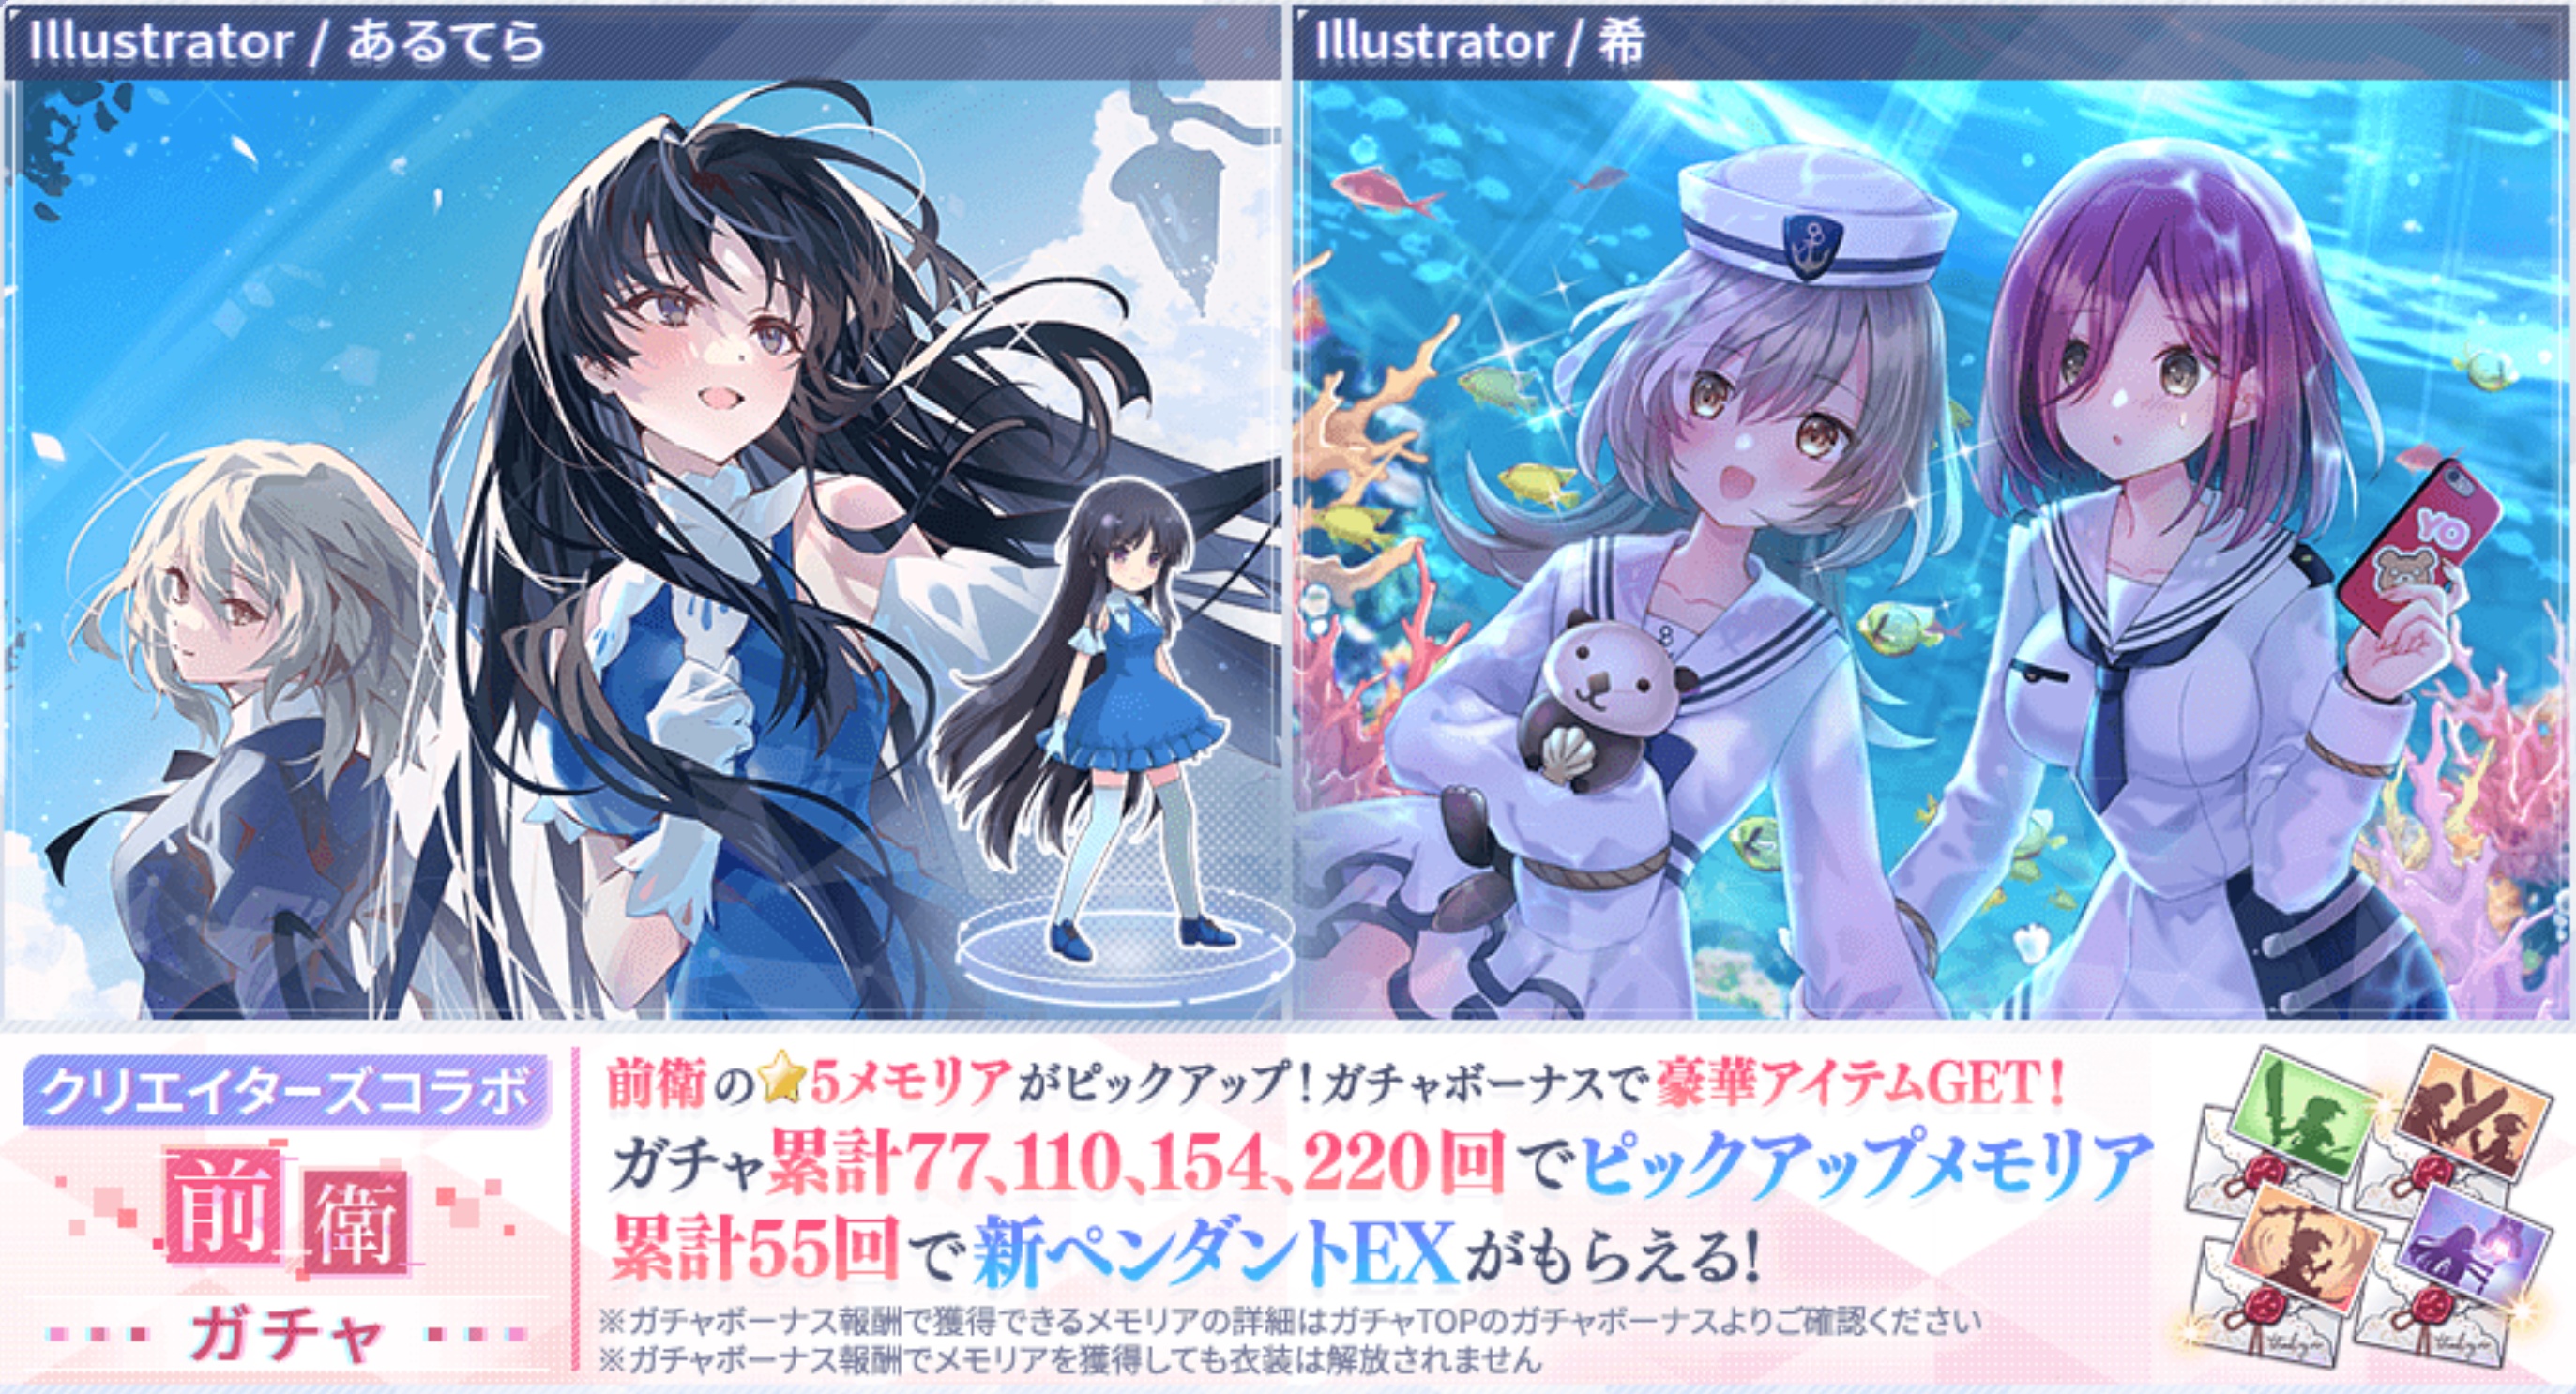 Illustrator / あるてら
Illustrator / 希
YO
クリエイターズコラボ
前衛
ガチャ
前衛の⭐5メモリアがピックアップ！ガチャボーナスで豪華アイテムGET！
ガチャ累計77、110、154、220回でピックアップメモリア
累計55回で新ペンダントEXがもらえる！
※ガチャボーナス報酬で獲得できるメモリアの詳細はガチャTOPのガチャボーナスよりご確認ください
※ガチャボーナス報酬でメモリアを獲得しても衣装は解放されません